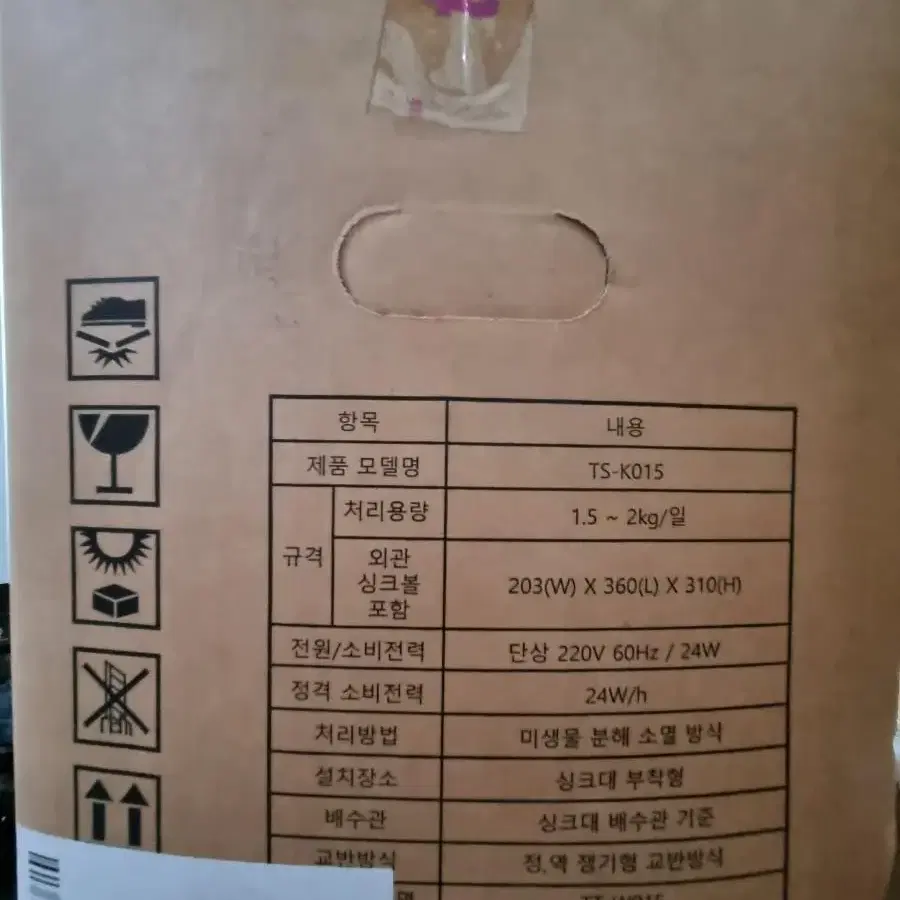 항목 내용
제품 모델명 TS-K015
규격 처리용량 1.5 ~ 2kg/일
외관
싱크볼
포함 203(W) X 360(L) X 310(H)
전원/소비전력 단상 220V 60Hz / 24W
정격 소비전력 24W/h
처리방법 미생물 분해 소멸 방식
설치장소 싱크대 부착형
배수관 싱크대 배수관 기준
교반방식 정,역 쟁기형 교반방식